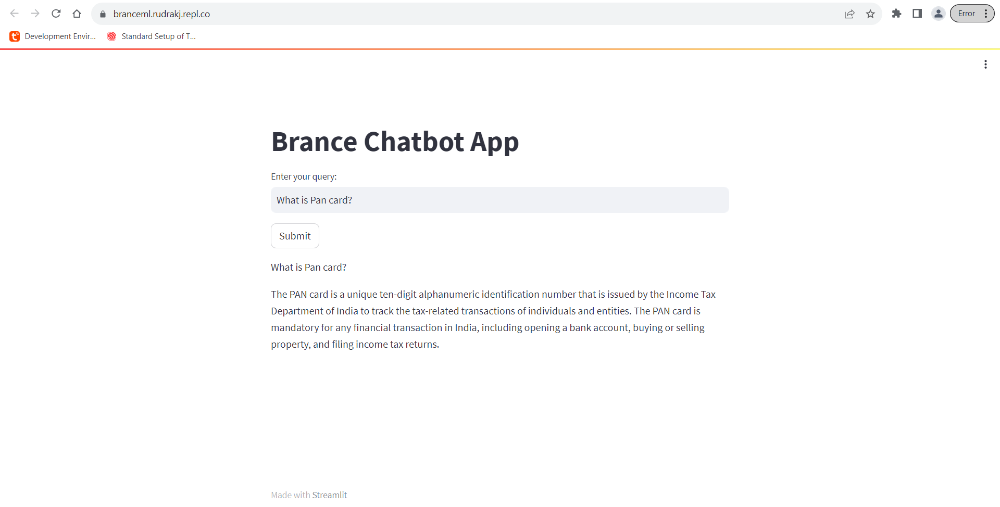 branceml.rudrakj.repl.co
Error
Development Envir...
Standard Setup of T...
Brance Chatbot App
Enter your query:
What is Pan card?
Submit
What is Pan card?
The PAN card is a unique ten-digit alphanumeric identification number that is issued by the Income Tax
Department of India to track the tax-related transactions of individuals and entities. The PAN card is
mandatory for any financial transaction in India, including opening a bank account, buying or selling
property, and filing income tax returns.
Made with Streamlit